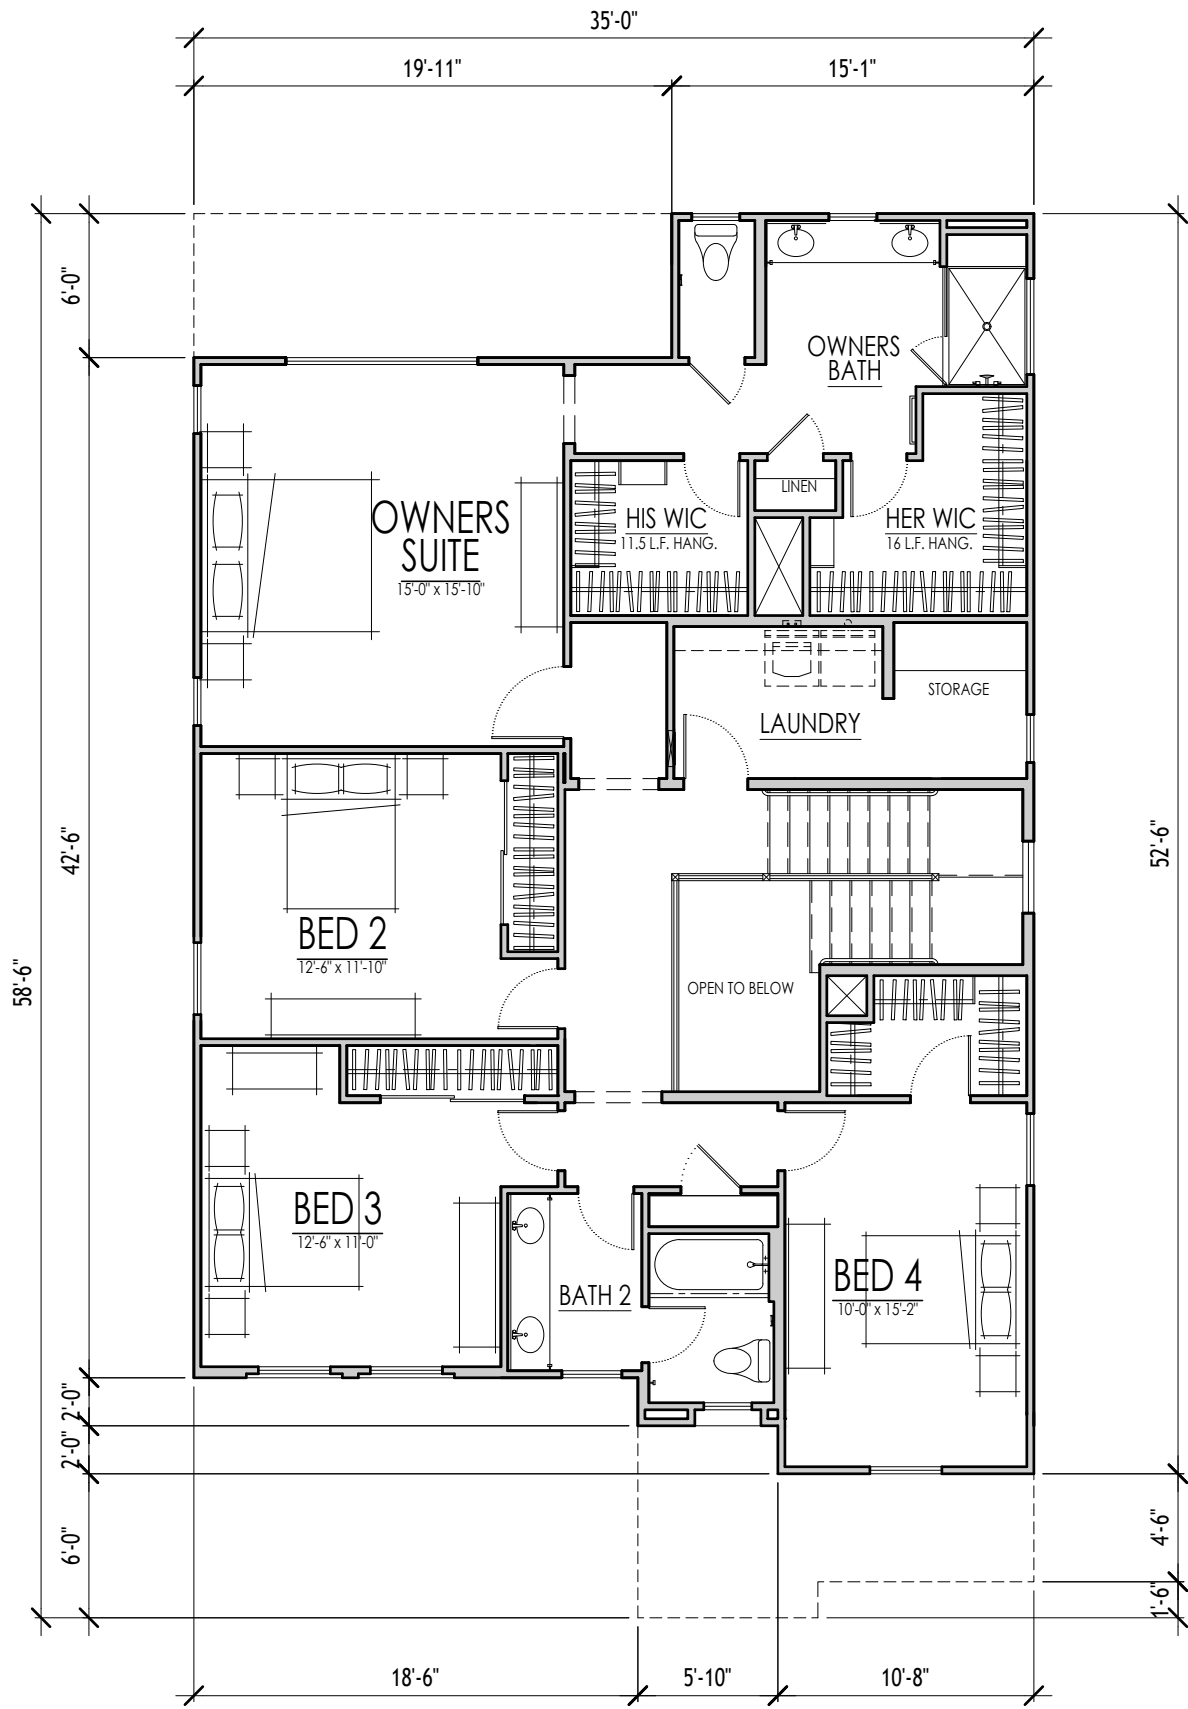 35'-0"
19'-11"
15'-1"
6'-0"
OWNERS
BATH
LINEN
HIS WIC
11.5 L.F. HANG.
HER WIC
16 L.F. HANG.
OWNERS
SUITE
15'-0" x 15'-10"
STORAGE
LAUNDRY
42'-6"
52'-6"
BED 2
12'-6" x 11'-10"
58'-6"
OPEN TO BELOW
BED 3
12'-6" x 11'-0"
BATH 2
BED 4
10'-0" x 15'-2"
2'-0"
2'-0"
6'-0"
4'-6"
1'-6"
18'-6"
5'-10"
10'-8"